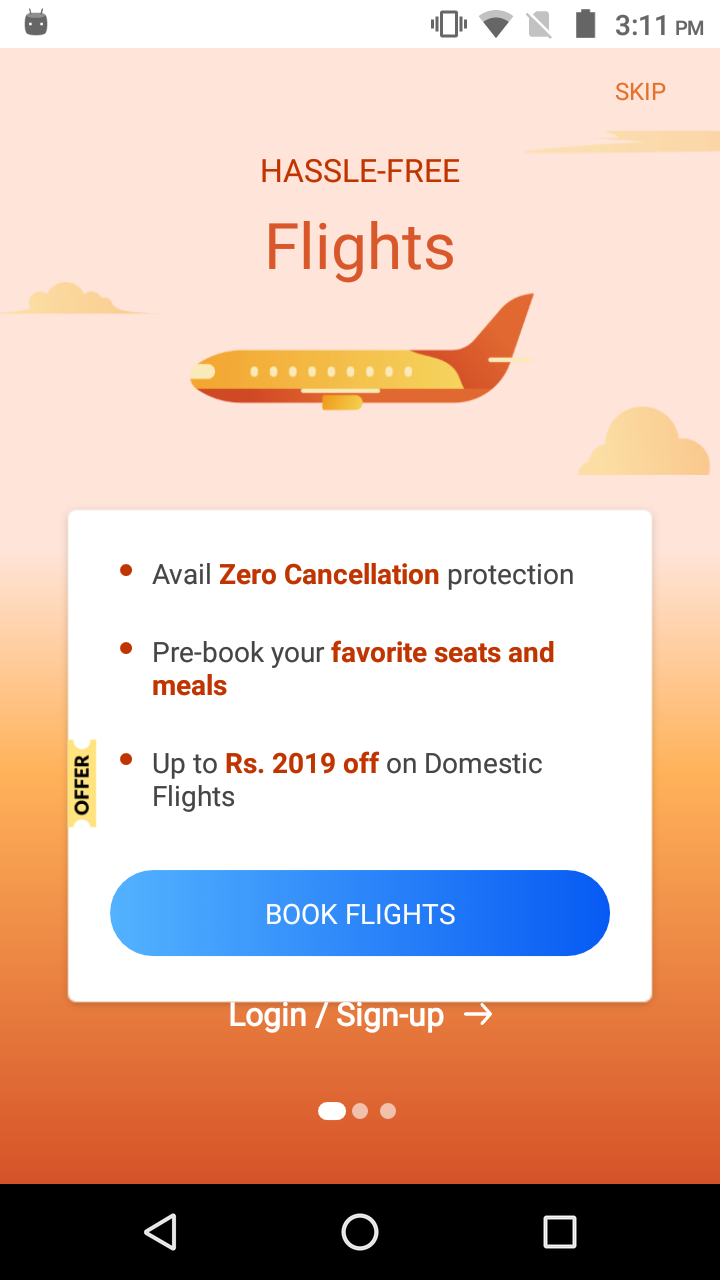 3:11 PM
SKIP
HASSLE-FREE
Flights
Avail Zero Cancellation protection
Pre-book your favorite seats and
meals
OFFER
Up to Rs. 2019 off on Domestic
Flights
BOOK FLIGHTS
Login / Sign-up